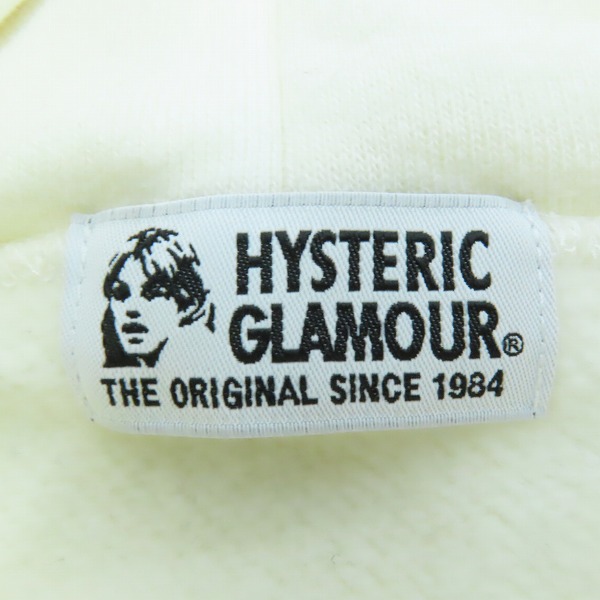 HYSTERIC
GLAMOUR®
THE ORIGINAL SINCE 1984